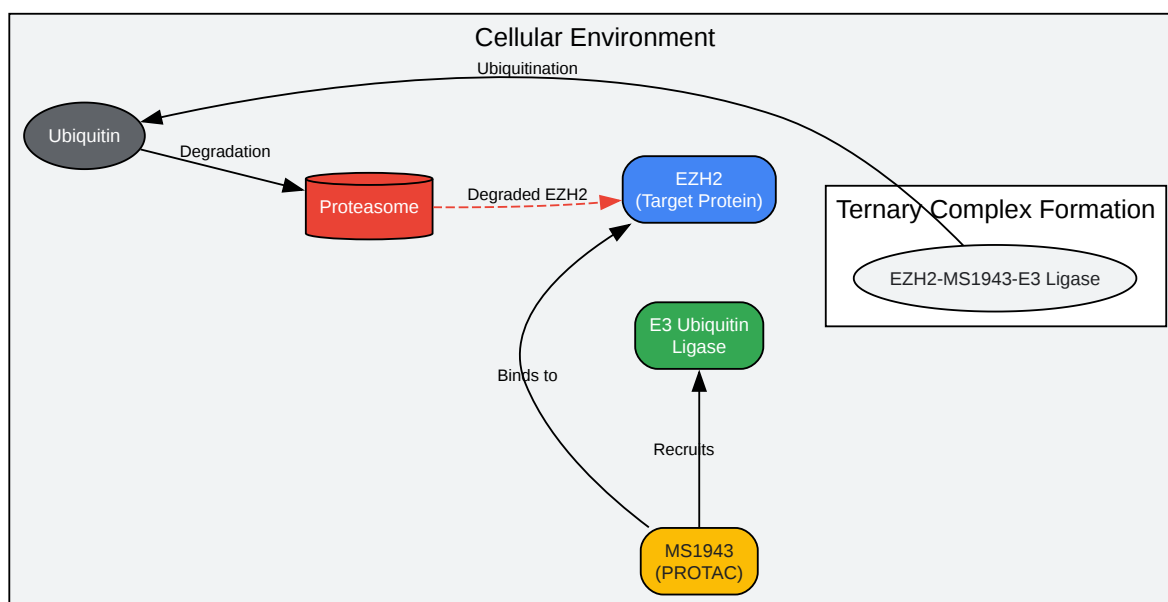 Cellular Environment
Ubiquitination
Ubiquitin
Degradation
Proteasome
Degraded EZH2
EZH2
(Target Protein)
Ternary Complex Formation
EZH2-MS1943-E3 Ligase
E3 Ubiquitin
Ligase
Binds to
Recruits
MS1943
(PROTAC)